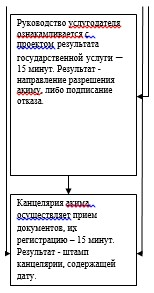 Руководство услугодателя
ознакамливается с
проектом результата
государственной услуги —
15 минут. Результат -
направление разрешения
акиму, либо подписание
отказа.
Канцелярия акима
осуществляет прием
документов, их
регистрацию – 15 минут.
Результат - штамп
канцелярии, содержащей
дату.